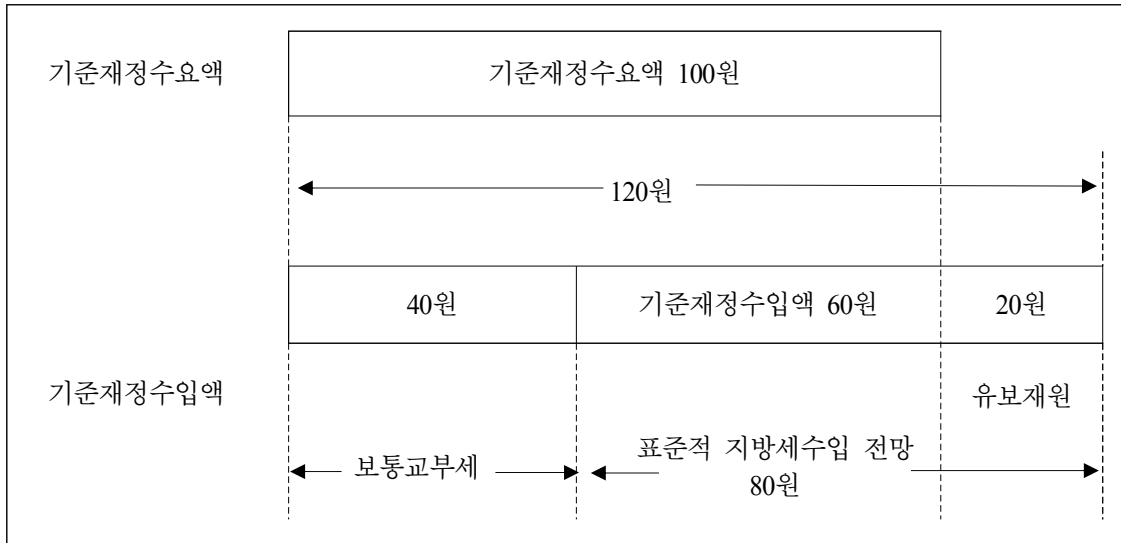 기준재정수요액
기준재정수요액 100원
120원
40원
기준재정수입액 60원
20원
기준재정수입액
유보재원
보통교부세
표준적 지방세수입 전망
80원